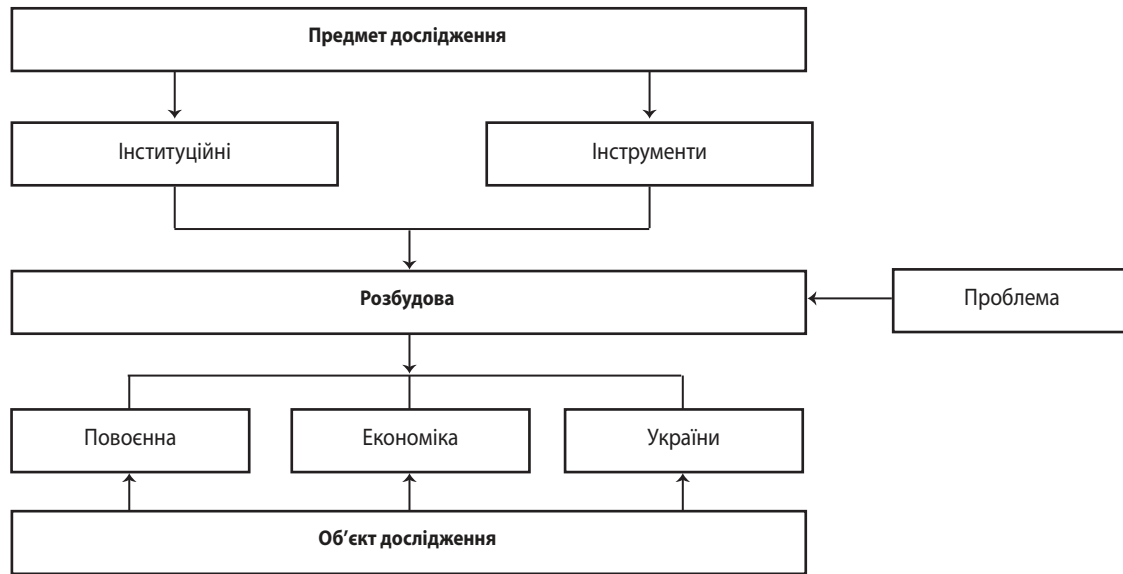 Предмет дослідження
Інституційні
Інструменти
Розбудова
Проблема
Повоєнна
Економіка
України
Об’єкт дослідження